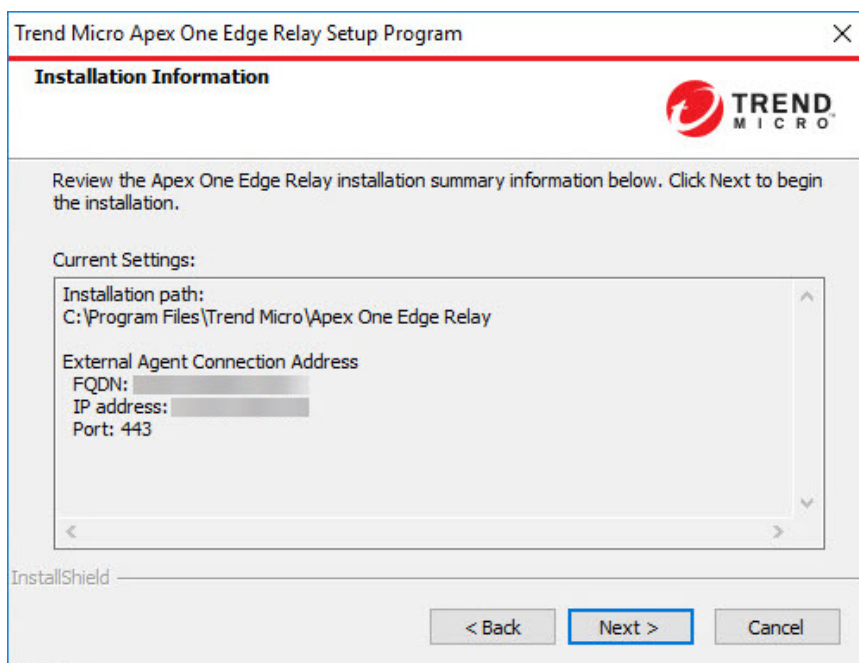 Trend Micro Apex One Edge Relay Setup Program
Installation Information
TREND
MICRO
Review the Apex One Edge Relay installation summary information below. Click Next to begin
the installation.
Current Settings:
Installation path:
C:\Program Files\Trend Micro\Apex One Edge Relay
External Agent Connection Address
FQDN:
IP address:
Port: 443
InstallShield
< Back
Next >
Cancel